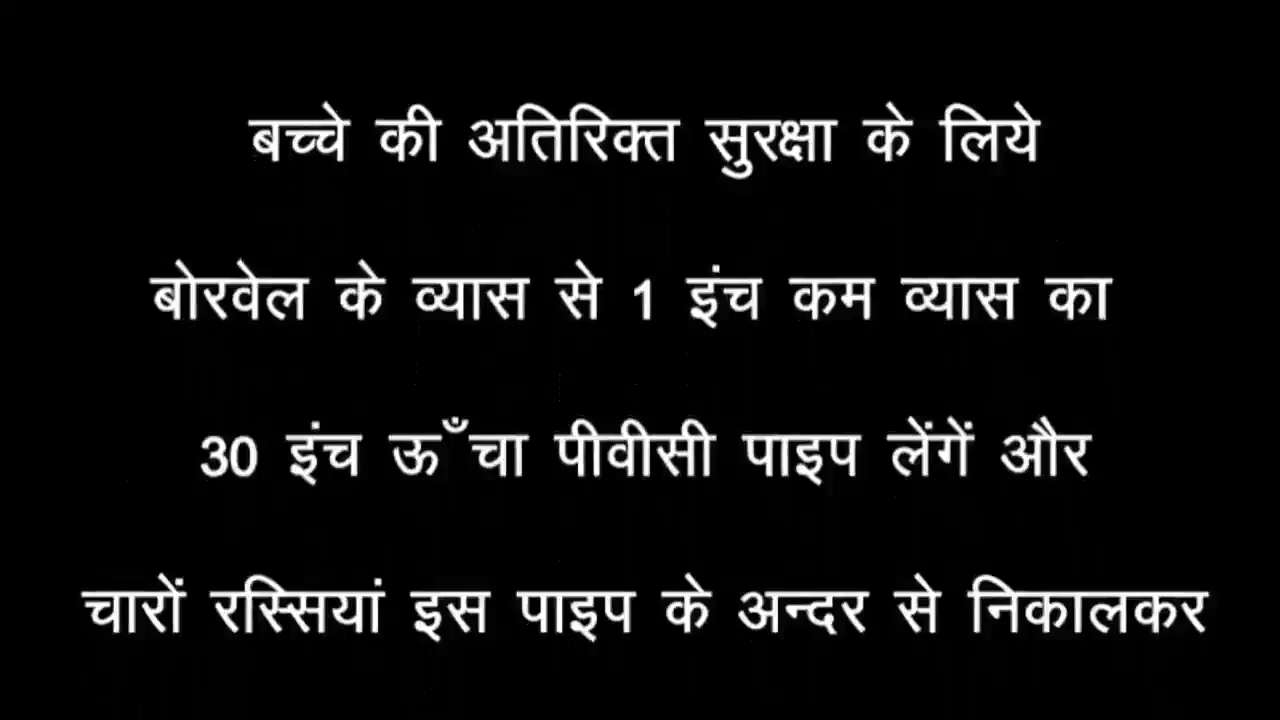 बच्चे की अतिरिक्त सुरक्षा के लिये
बोरवेल के व्यास से 1 इंच कम व्यास का
30 इंच ऊँचा पीवीसी पाइप लेंगें और
चारों रस्सियां इस पाइप के अन्दर से निकालकर